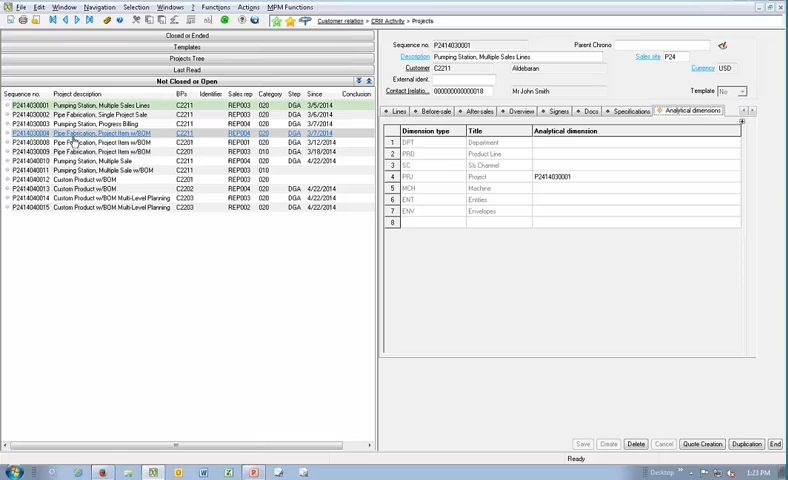 File Edit Window Navigation Selection Windows ? Functions Actions MPM Functions
Customer relation > CRM Activity > Projects
Closed or Ended
Templates
Projects Tree
Last Read
Not Closed or Open
Sequence no. Project description BPs Identifier Sales rep Category Step Since Conclusion
P2414030001 Pumping Station, Multiple Sales Lines C2211 REP003 020 DGA 3/5/2014
P2414030002 Pipe Fabrication, Single Project Sale C2211 REP003 020 DGA 3/7/2014
P2414030003 Pumping Station, Progress Billing C2211 REP004 020 DGA 3/7/2014
P2414030004 Pipe Fabrication, Project Item w/BOM C2211 REP004 020 DGA 3/7/2014
P2414030008 Pipe Fabrication, Project Item w/BOM C2201 REP001 020 DGA 3/12/2014
P2414030009 Pipe Fabrication, Project Item w/BOM C2201 REP003 010 DGA 3/18/2014
P2414040010 Pumping Station, Multiple Sale C2211 REP004 020 DGA 4/22/2014
P2414040011 Pumping Station, Multiple Sale w/BOM C2211 REP003 010
P2414040012 Custom Product w/BOM C2201 REP003 020
P2414040013 Custom Product w/BOM C2202 REP004 020 DGA 4/22/2014
P2414040014 Custom Product w/BOM Multi-Level Planning C2203 REP004 020 DGA 4/22/2014
P2414040015 Custom Product w/BOM Multi-Level Planning C2203 REP002 020 DGA 4/22/2014
Sequence no. P2414030001 Parent Chrono
Description Pumping Station, Multiple Sales Lines Sales site P24
Customer C2211 Aldebaran Currency USD
External ident.
Contact (relatio... 000000000000018 Mr John Smith Template No
Lines Before-sale After-sales Overview Signers Docs Specifications Analytical dimensions
Dimension type Title Analytical dimension
1 DPT Department
2 PRD Product Line
3 SC Sls Channel
4 PRJ Project P2414030001
5 MCH Machine
6 ENT Entities
7 ENV Envelopes
8
Save Create Delete Cancel Quote Creation Duplication End
Ready
Desktop 1:23 PM